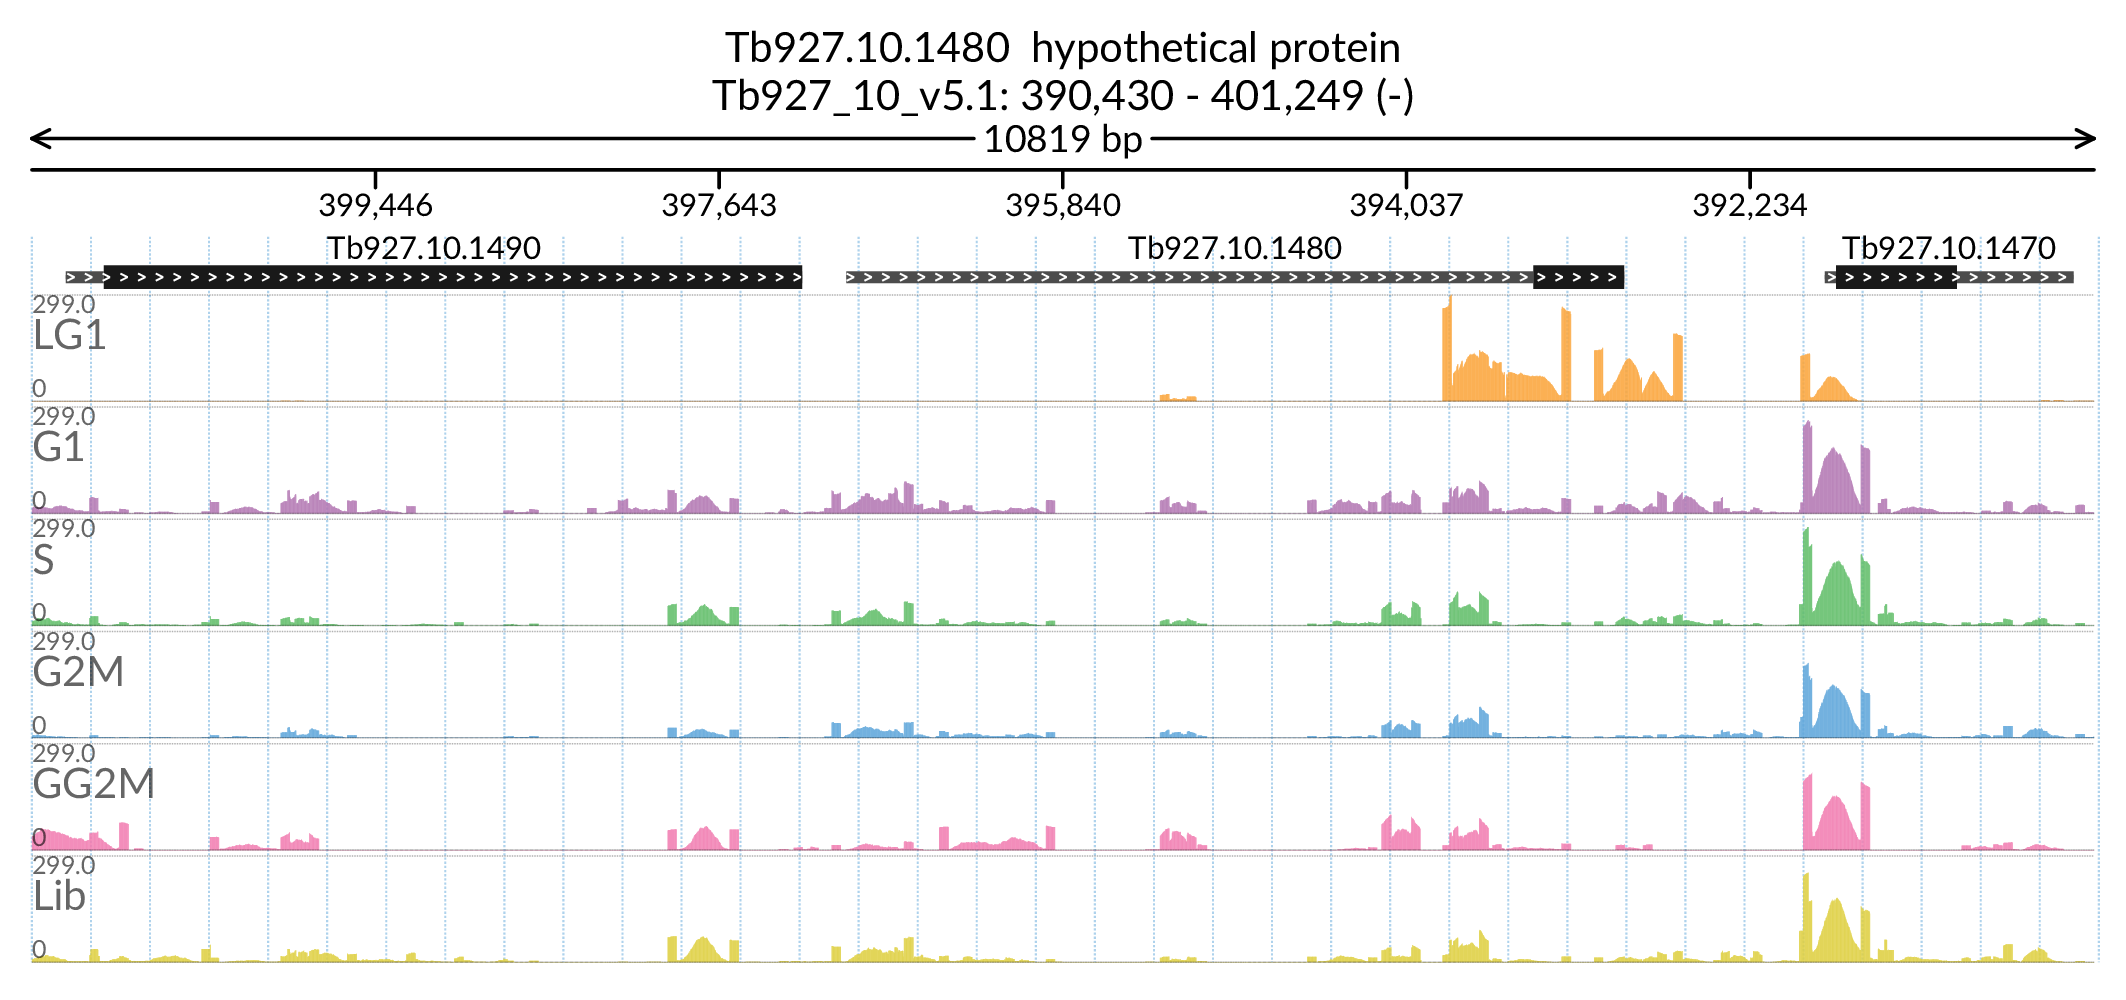 Tb927.10.1480  hypothetical protein
Tb927_10_v5.1: 390,430 - 401,249 (-)
10819 bp
399,446 397,643 395,840 394,037 392,234
Tb927.10.1490 Tb927.10.1480 Tb927.10.1470
299.0
LG1
0
299.0
G1
0
299.0
S
0
299.0
G2M
0
299.0
GG2M
0
299.0
Lib
0